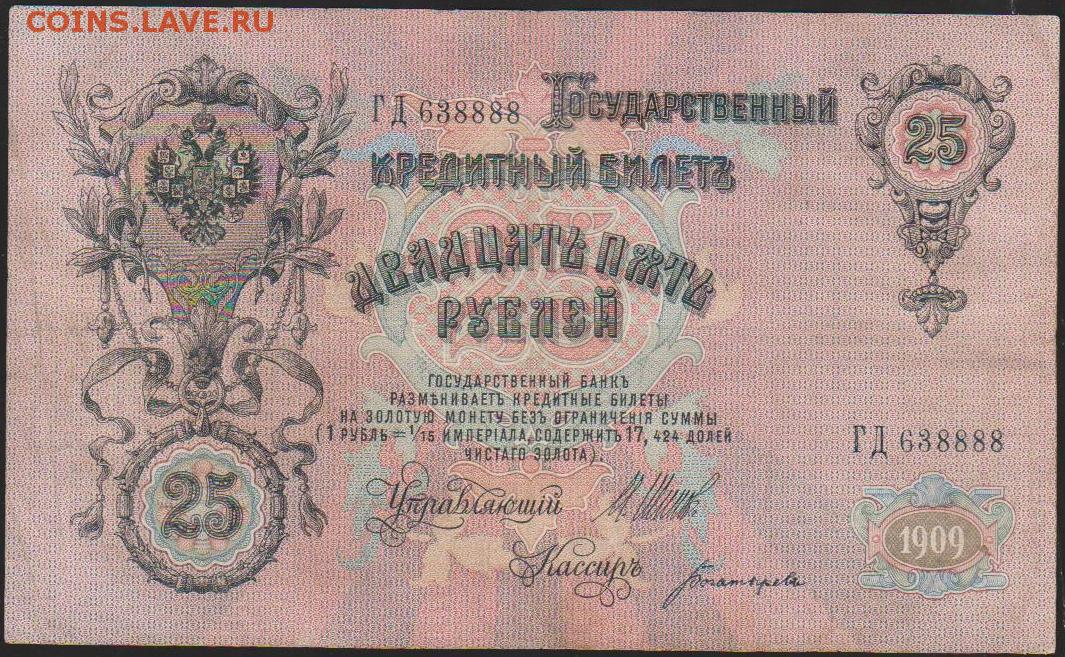 COINS.LAVE.RU
ГД 638888
Государственный
25
кредитный билетъ
двадцать пять
рублей
ГОСУДАРСТВЕННЫЙ БАНКЪ
РАЗМѢНИВАЕТЪ КРЕДИТНЫЕ БИЛЕТЫ
НА ЗОЛОТУЮ МОНЕТУ БЕЗЪ ОГРАНИЧЕНІЯ СУММЫ
(1 РУБЛЬ = 1/15 ИМПЕРІАЛА, СОДЕРЖИТЪ 17, 424 ДОЛЕЙ
ЧИСТАГО ЗОЛОТА).
ГД 638888
25
Управляющій
1909
Кассиръ
Богатыревъ